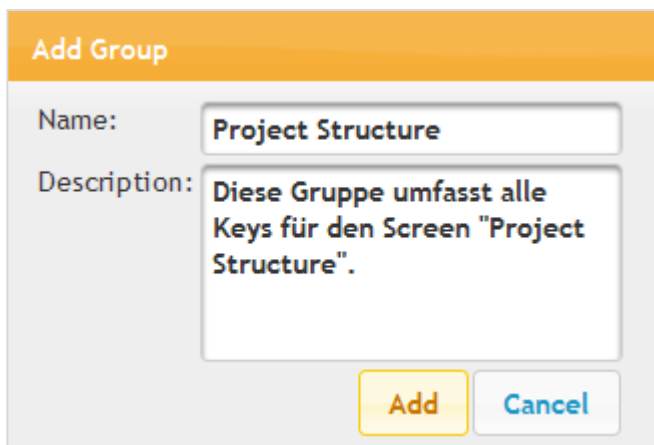 Add Group
Name:
Project Structure
Description:
Diese Gruppe umfasst alle
Keys für den Screen "Project
Structure".
Add
Cancel